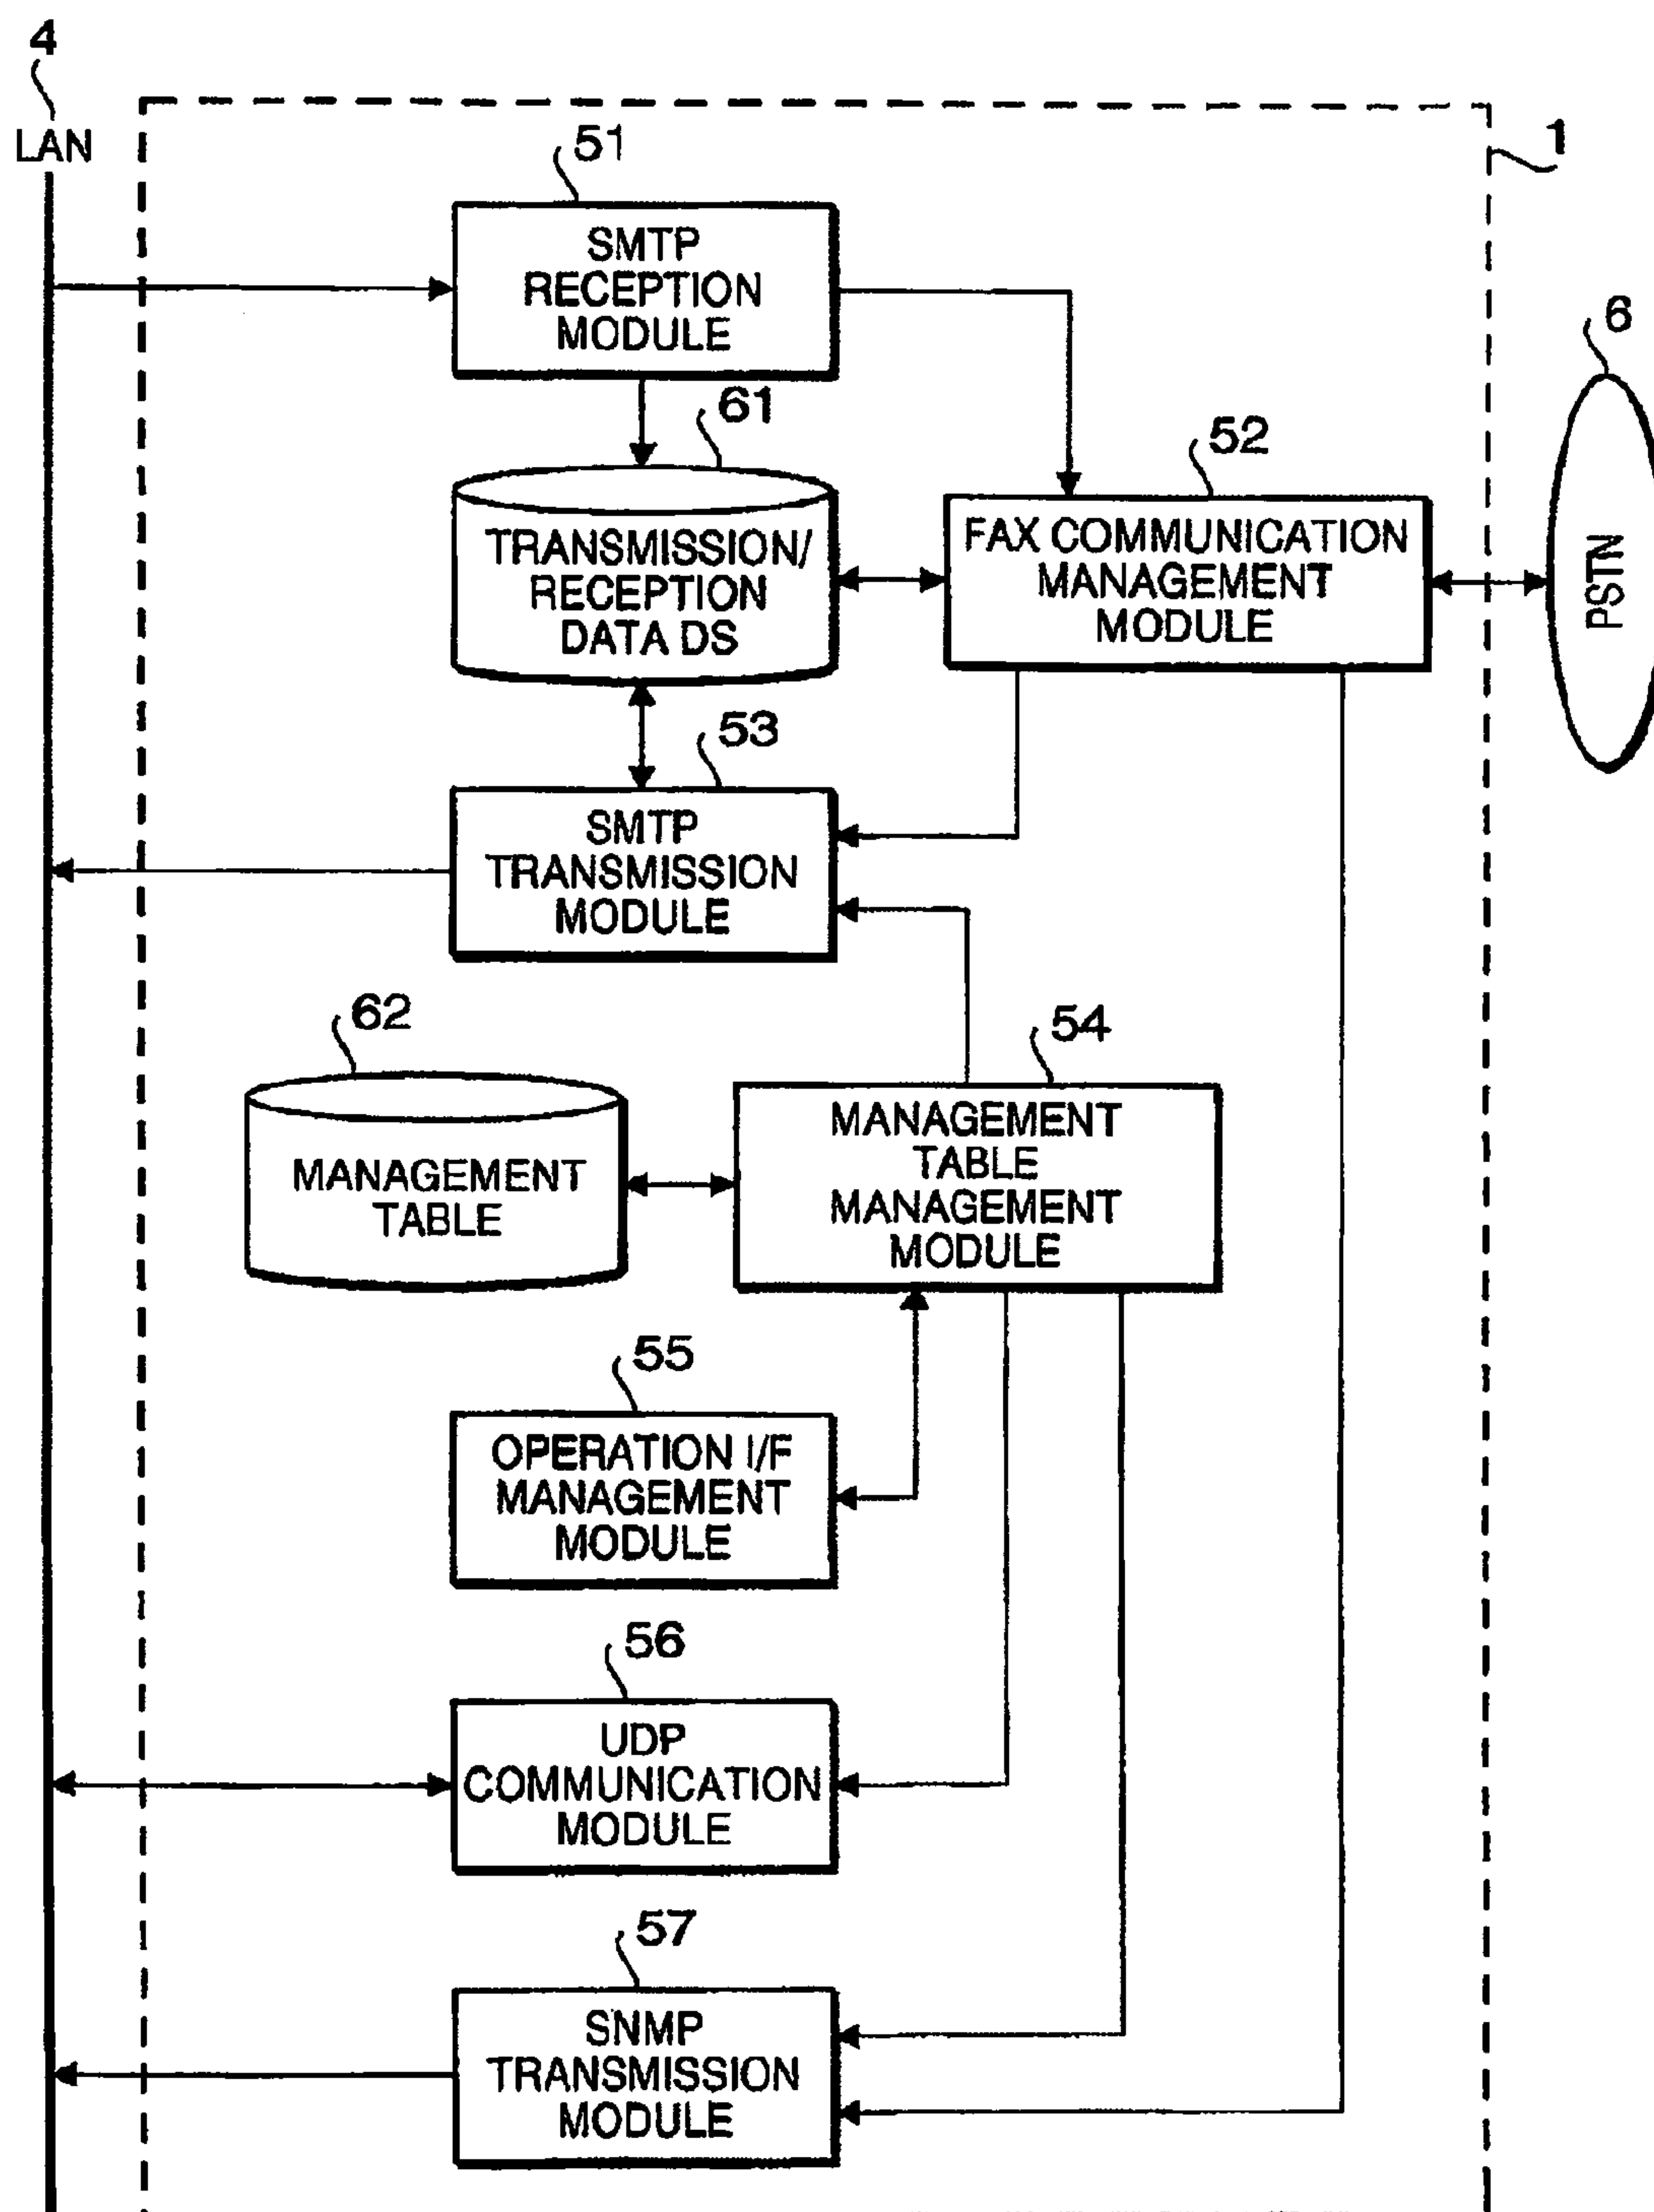 4
LAN
1
51
SMTP
RECEPTION
MODULE
6
PSTN
61
TRANSMISSION/
RECEPTION
DATA DS
52
FAX COMMUNICATION
MANAGEMENT
MODULE
53
SMTP
TRANSMISSION
MODULE
62
MANAGEMENT
TABLE
54
MANAGEMENT
TABLE
MANAGEMENT
MODULE
55
OPERATION I/F
MANAGEMENT
MODULE
56
UDP
COMMUNICATION
MODULE
57
SNMP
TRANSMISSION
MODULE